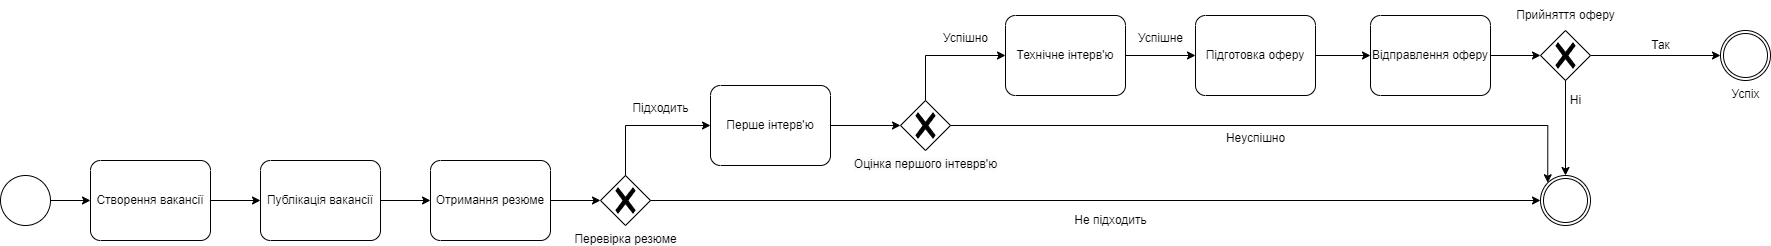 Прийняття оферу
Успішно
Технічне інтерв'ю
Успішне
Підготовка оферу
Відправлення оферу
Так
Успіх
Ні
Підходить
Перше інтерв'ю
Неуспішно
Оцінка першого інтеврв'ю
Створення вакансії
Публікація вакансії
Отримання резюме
Не підходить
Перевірка резюме